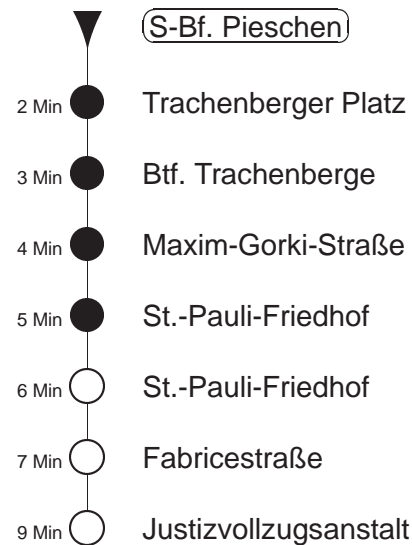 S-Bf. Pieschen
2 Min Trachenberger Platz
3 Min Btf. Trachenberge
4 Min Maxim-Gorki-Straße
5 Min St.-Pauli-Friedhof
6 Min St.-Pauli-Friedhof
7 Min Fabricestraße
9 Min Justizvollzugsanstalt